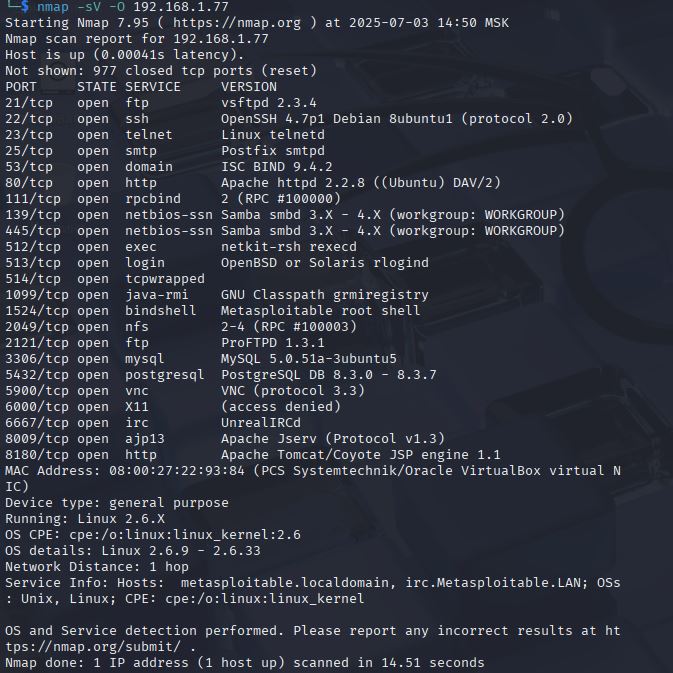 └─$ nmap -sV -O 192.168.1.77
Starting Nmap 7.95 ( https://nmap.org ) at 2025-07-03 14:50 MSK
Nmap scan report for 192.168.1.77
Host is up (0.00041s latency).
Not shown: 977 closed tcp ports (reset)
PORT     STATE SERVICE     VERSION
21/tcp   open  ftp         vsftpd 2.3.4
22/tcp   open  ssh         OpenSSH 4.7p1 Debian 8ubuntu1 (protocol 2.0)
23/tcp   open  telnet      Linux telnetd
25/tcp   open  smtp        Postfix smtpd
53/tcp   open  domain      ISC BIND 9.4.2
80/tcp   open  http        Apache httpd 2.2.8 ((Ubuntu) DAV/2)
111/tcp  open  rpcbind     2 (RPC #100000)
139/tcp  open  netbios-ssn Samba smbd 3.X - 4.X (workgroup: WORKGROUP)
445/tcp  open  netbios-ssn Samba smbd 3.X - 4.X (workgroup: WORKGROUP)
512/tcp  open  exec        netkit-rsh rexecd
513/tcp  open  login       OpenBSD or Solaris rlogind
514/tcp  open  tcpwrapped
1099/tcp open  java-rmi    GNU Classpath grmiregistry
1524/tcp open  bindshell   Metasploitable root shell
2049/tcp open  nfs         2-4 (RPC #100003)
2121/tcp open  ftp         ProFTPD 1.3.1
3306/tcp open  mysql       MySQL 5.0.51a-3ubuntu5
5432/tcp open  postgresql  PostgreSQL DB 8.3.0 - 8.3.7
5900/tcp open  vnc         VNC (protocol 3.3)
6000/tcp open  X11         (access denied)
6667/tcp open  irc         UnrealIRCd
8009/tcp open  ajp13       Apache Jserv (Protocol v1.3)
8180/tcp open  http        Apache Tomcat/Coyote JSP engine 1.1
MAC Address: 08:00:27:22:93:84 (PCS Systemtechnik/Oracle VirtualBox virtual N
IC)
Device type: general purpose
Running: Linux 2.6.X
OS CPE: cpe:/o:linux:linux_kernel:2.6
OS details: Linux 2.6.9 - 2.6.33
Network Distance: 1 hop
Service Info: Hosts:  metasploitable.localdomain, irc.Metasploitable.LAN; OSs
: Unix, Linux; CPE: cpe:/o:linux:linux_kernel

OS and Service detection performed. Please report any incorrect results at ht
tps://nmap.org/submit/ .
Nmap done: 1 IP address (1 host up) scanned in 14.51 seconds